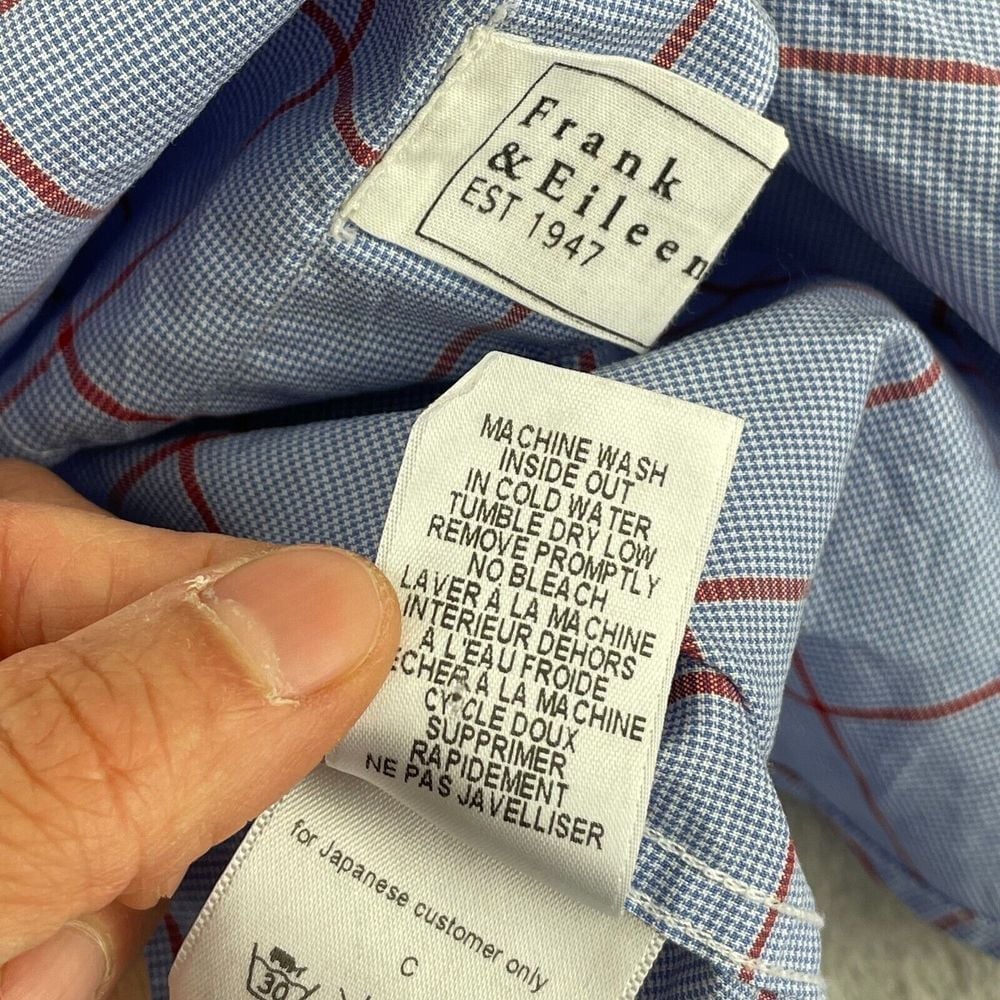 Frank
& Eileen
EST 1947
MACHINE WASH
INSIDE OUT
IN COLD WATER
TUMBLE DRY LOW
REMOVE PROMPTLY
NO BLEACH
LAVER À LA MACHINE
INTERIEUR DEHORS
À L'EAU FROIDE
ECHER À LA MACHINE
CYCLE DOUX
SUPPRIMER
RAPIDEMENT
NE PAS JAVELLISER
for Japanese customer only
C
30